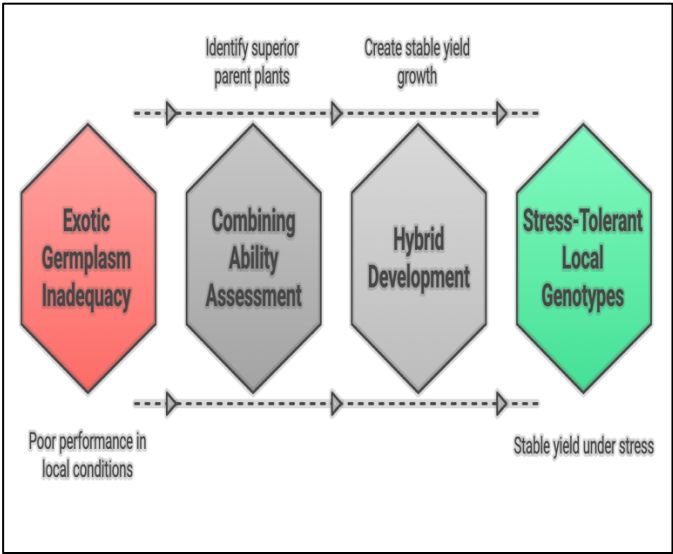 Identify superior
parent plants
Create stable yield
growth
Exotic
Germplasm
Inadequacy
Combining
Ability
Assessment
Hybrid
Development
Stress-Tolerant
Local
Genotypes
Poor performance in
local conditions
Stable yield under stress